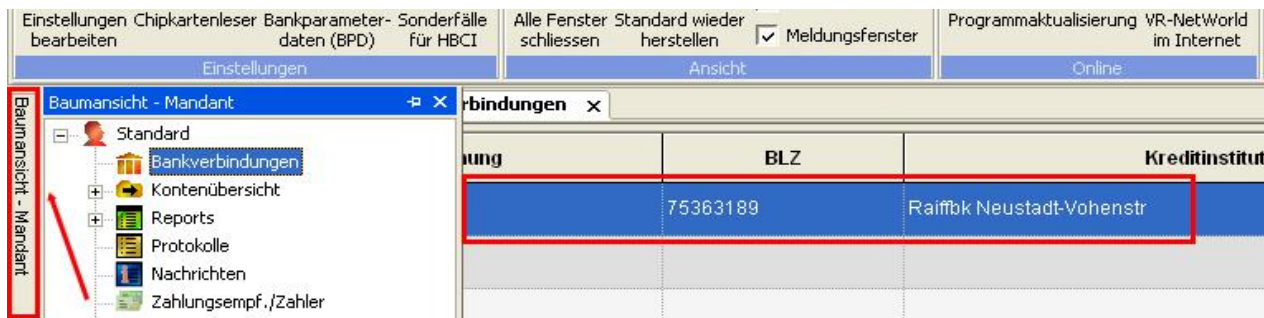 Einstellungen Chipkartenleser Bankparameter- Sonderfälle
bearbeiten daten (BPD) für HBCI
Einstellungen
Alle Fenster Standard wieder
schliessen herstellen
Meldungsfenster
Ansicht
Programmaktualisierung VR-NetWorld
im Internet
Online
Baumansicht - Mandant
Baumansicht - Mandant
Standard
Bankverbindungen
Kontenübersicht
Reports
Protokolle
Nachrichten
Zahlungsempf./Zahler
rbindungen x
nung BLZ Kreditinstitut
75363189 Raiffbk Neustadt-Vohenstr